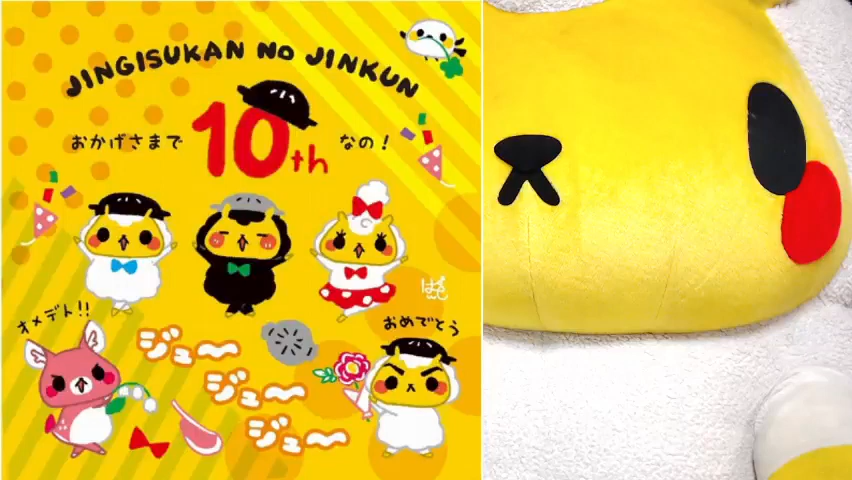 JINGISUKAN NO JINKUN
おかげさまで 10th なの!
オメデト!!
おめでとう
ジュ〜
ジュ〜
ジュ〜